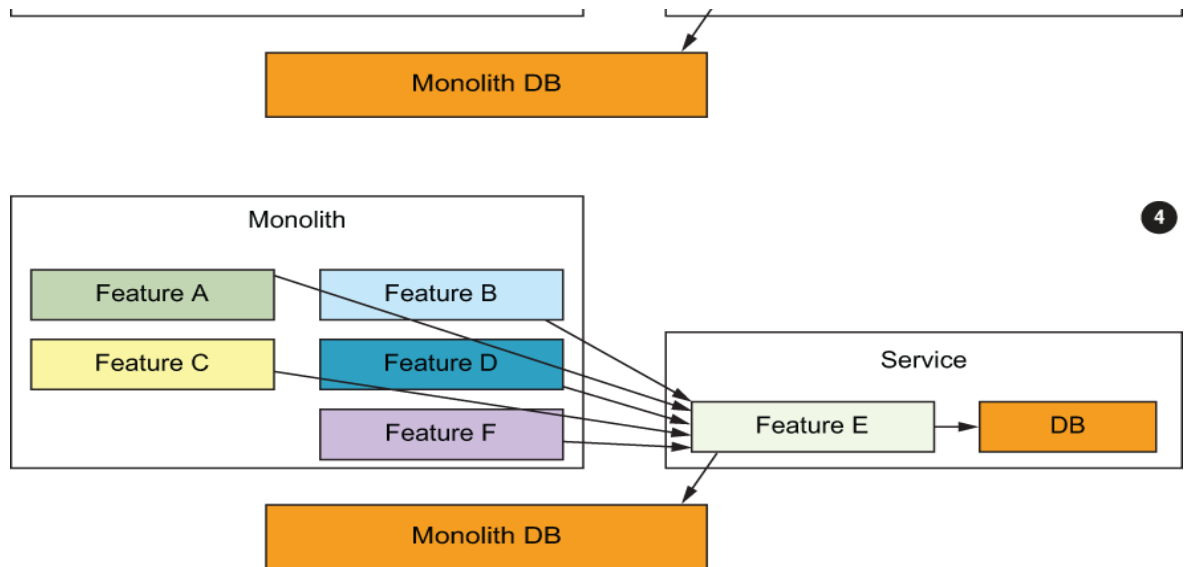 Monolith DB
Monolith
4
Feature A
Feature B
Feature C
Feature D
Service
Feature F
Feature E
DB
Monolith DB